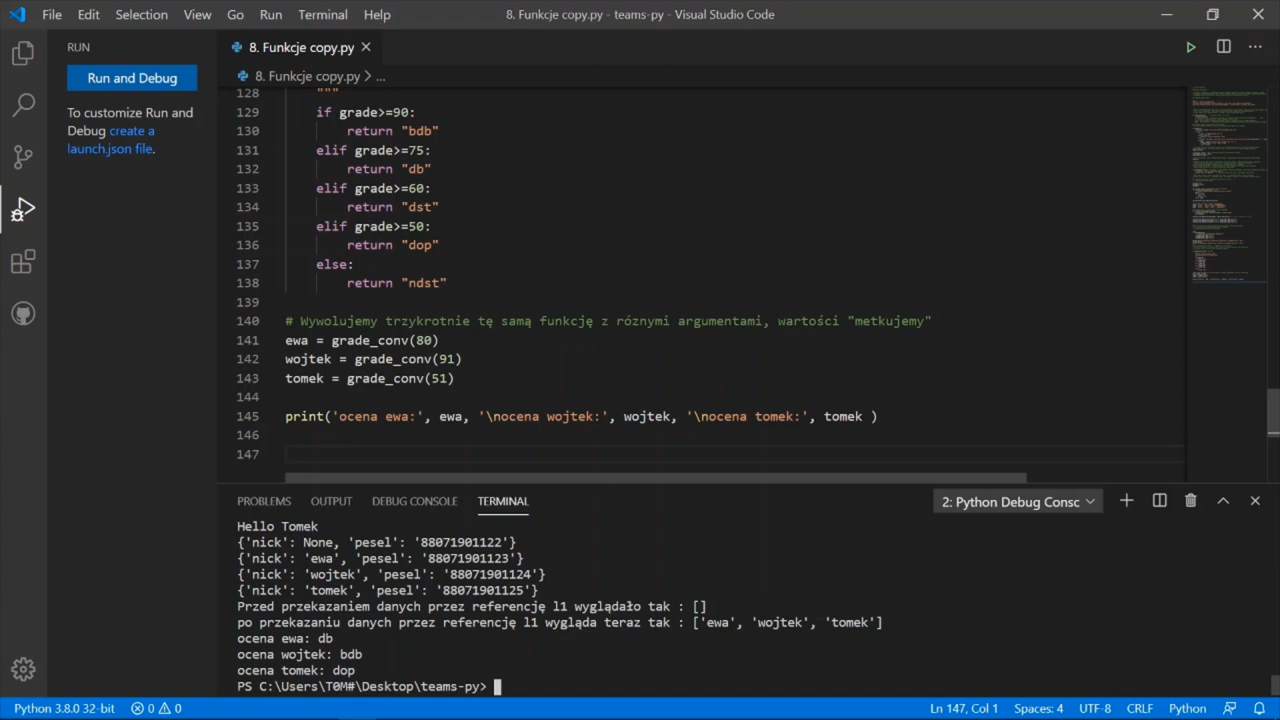 File Edit Selection View Go Run Terminal Help 8. Funkcje copy.py - teams-py - Visual Studio Code
RUN
Run and Debug
To customize Run and
Debug create a
launch.json file.
8. Funkcje copy.py
8. Funkcje copy.py > ...
128 """
129 if grade>=90:
130 return "bdb"
131 elif grade>=75:
132 return "db"
133 elif grade>=60:
134 return "dst"
135 elif grade>=50:
136 return "dop"
137 else:
138 return "ndst"
139
140 # Wywolujemy trzykrotnie tę samą funkcję z róznymi argumentami, wartości "metkujemy"
141 ewa = grade_conv(80)
142 wojtek = grade_conv(91)
143 tomek = grade_conv(51)
144
145 print('ocena ewa:', ewa, '\nocena wojtek:', wojtek, '\nocena tomek:', tomek )
146
147
PROBLEMS OUTPUT DEBUG CONSOLE TERMINAL 2: Python Debug Consc
Hello Tomek
{'nick': None, 'pesel': '88071901122'}
{'nick': 'ewa', 'pesel': '88071901123'}
{'nick': 'wojtek', 'pesel': '88071901124'}
{'nick': 'tomek', 'pesel': '88071901125'}
Przed przekazaniem danych przez referencję l1 wyglądało tak : []
po przekazaniu danych przez referencję l1 wygląda teraz tak : ['ewa', 'wojtek', 'tomek']
ocena ewa: db
ocena wojtek: bdb
ocena tomek: dop
PS C:\Users\T0M#\Desktop\teams-py>
Python 3.8.0 32-bit 0 0 Ln 147, Col 1 Spaces: 4 UTF-8 CRLF Python